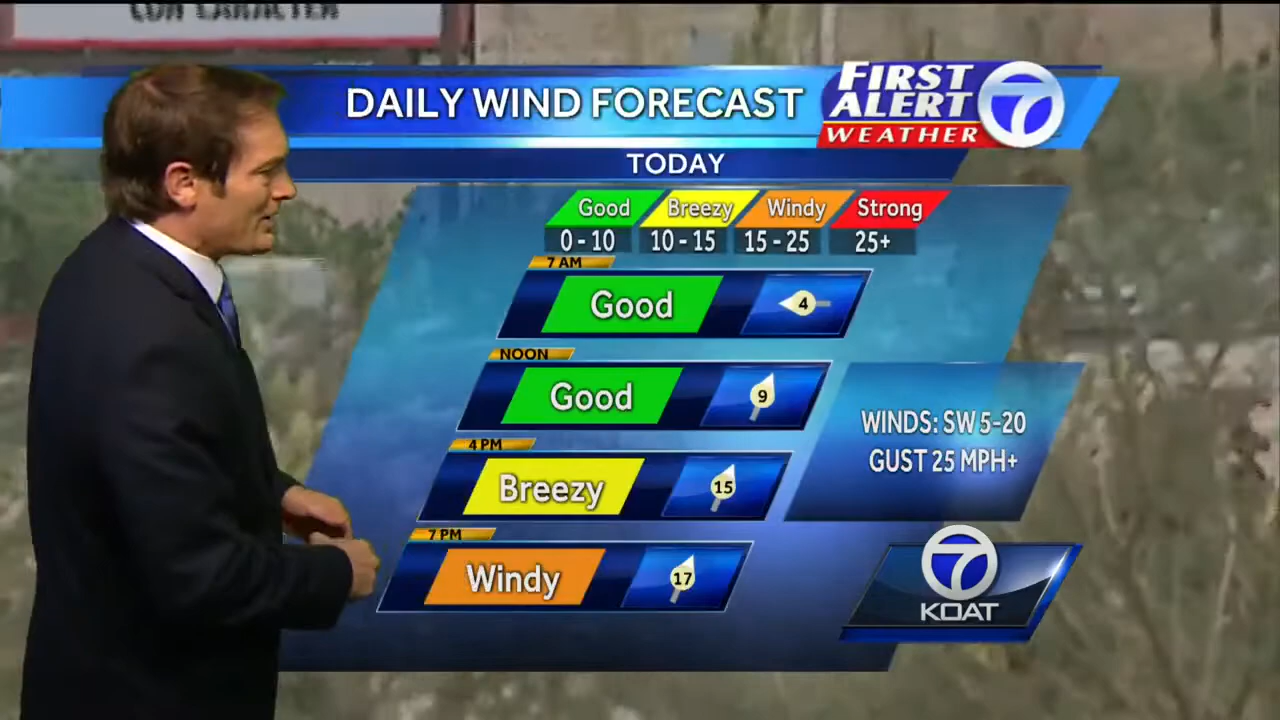 CON CARACTER
DAILY WIND FORECAST
FIRST
ALERT
WEATHER
7
TODAY
Good Breezy Windy Strong
0 - 10 10 - 15 15 - 25 25+
7 AM
Good 4
NOON
Good 9
4 PM
Breezy 15
7 PM
Windy 17
WINDS: SW 5-20
GUST 25 MPH+
7
KOAT